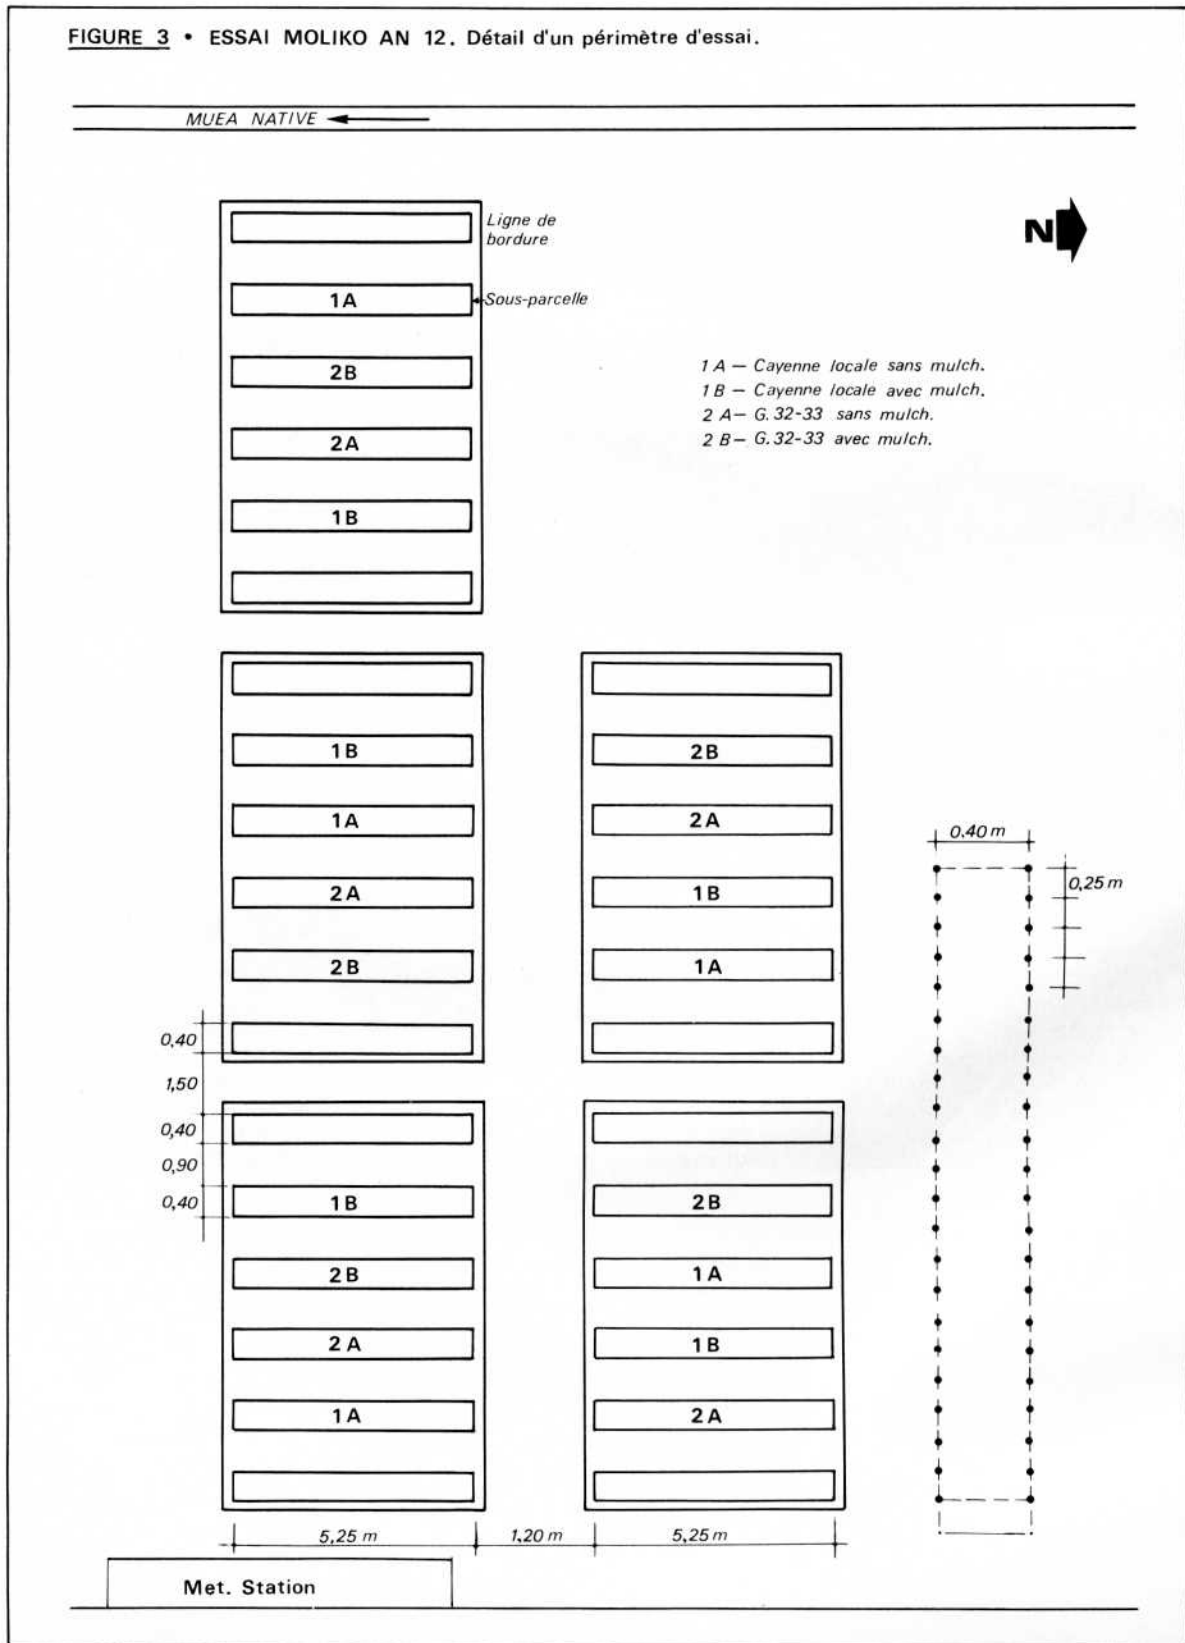 FIGURE 3 • ESSAI MOLIKO AN 12. Détail d'un périmètre d'essai.
MUEA NATIVE
Ligne de
bordure
N
1A
Sous-parcelle
2B
2A
1B
1 A — Cayenne locale sans mulch.
1 B — Cayenne locale avec mulch.
2 A— G.32-33 sans mulch.
2 B— G.32-33 avec mulch.
1B
1A
2A
2B
2B
2A
1B
1A
0.40 m
0,25 m
0,40
1,50
0,40
0,90
0,40
1B
2B
2A
1A
2B
1A
1B
2A
5,25 m
1,20 m
5,25 m
Met. Station